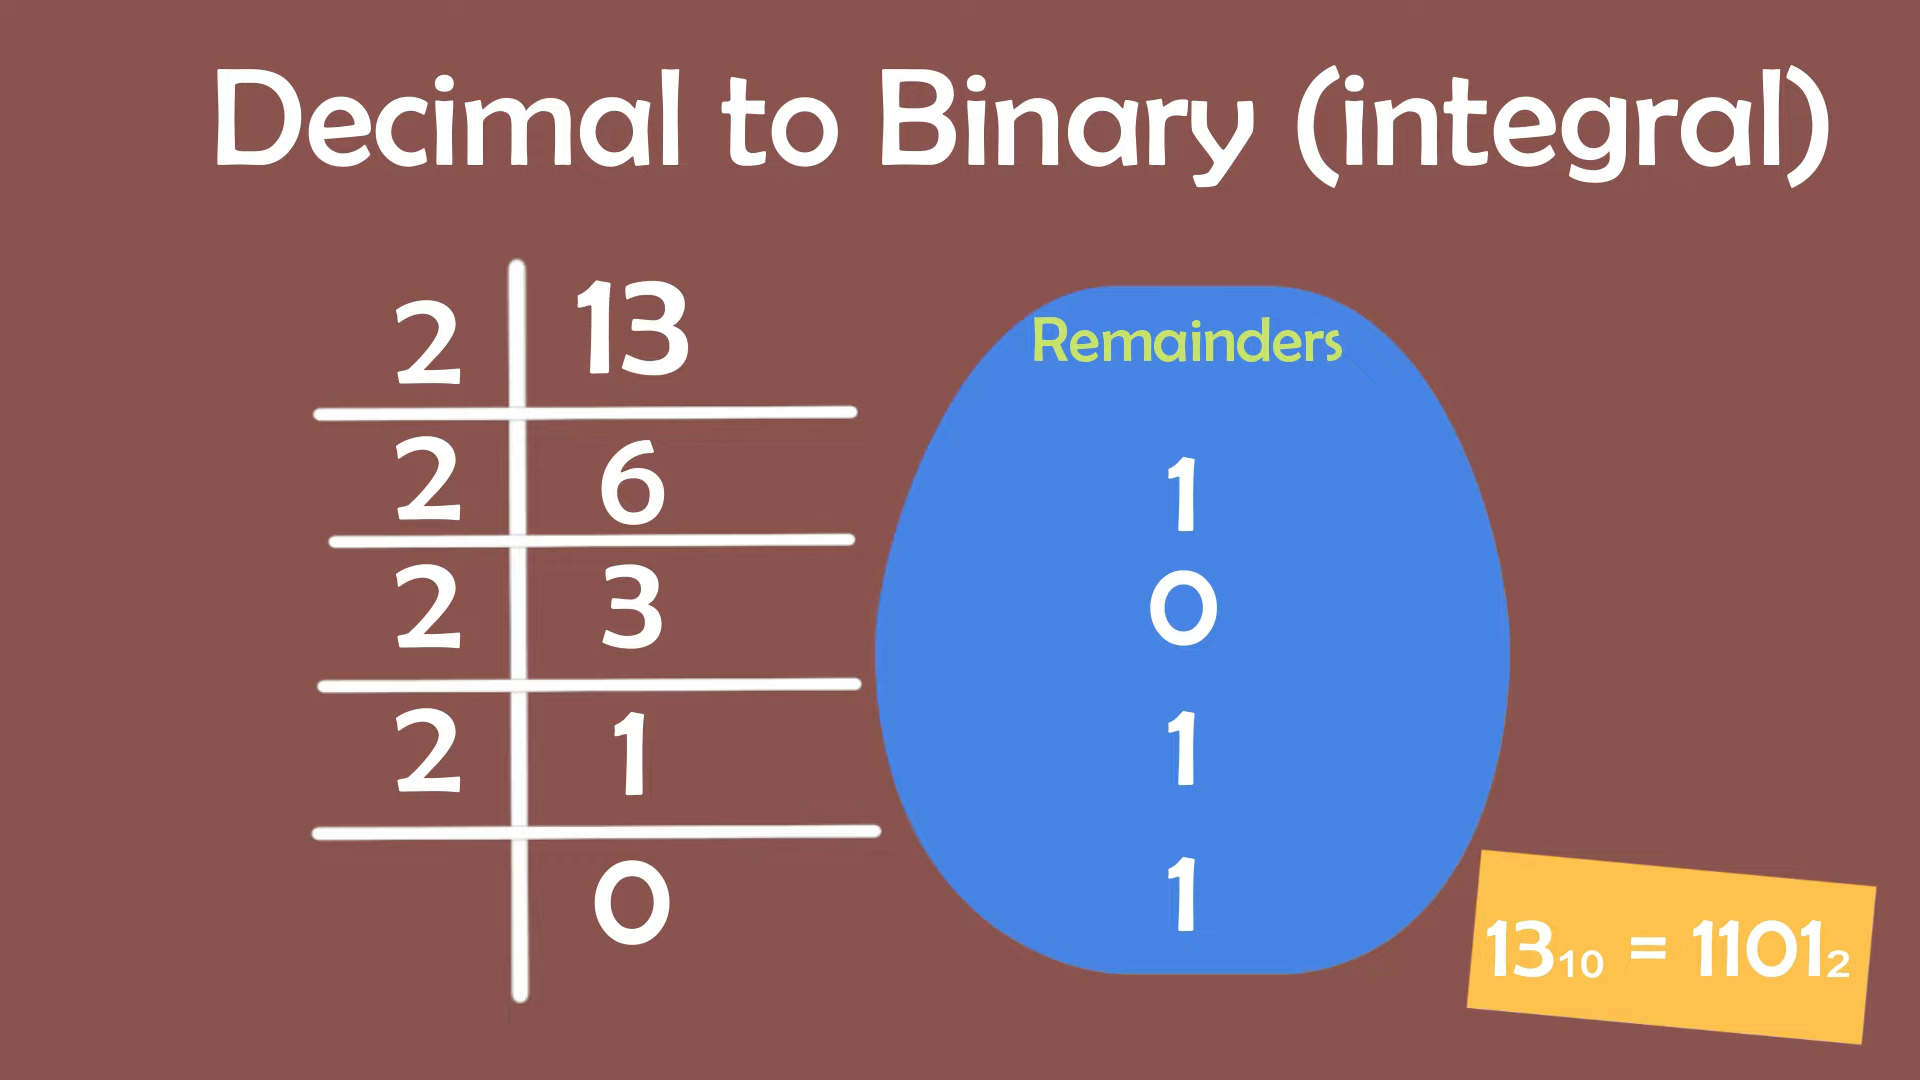 Decimal to Binary (integral)
2 13
Remainders
2 6 1
2 3 0
2 1 1
0 1
13₁₀ = 1101₂